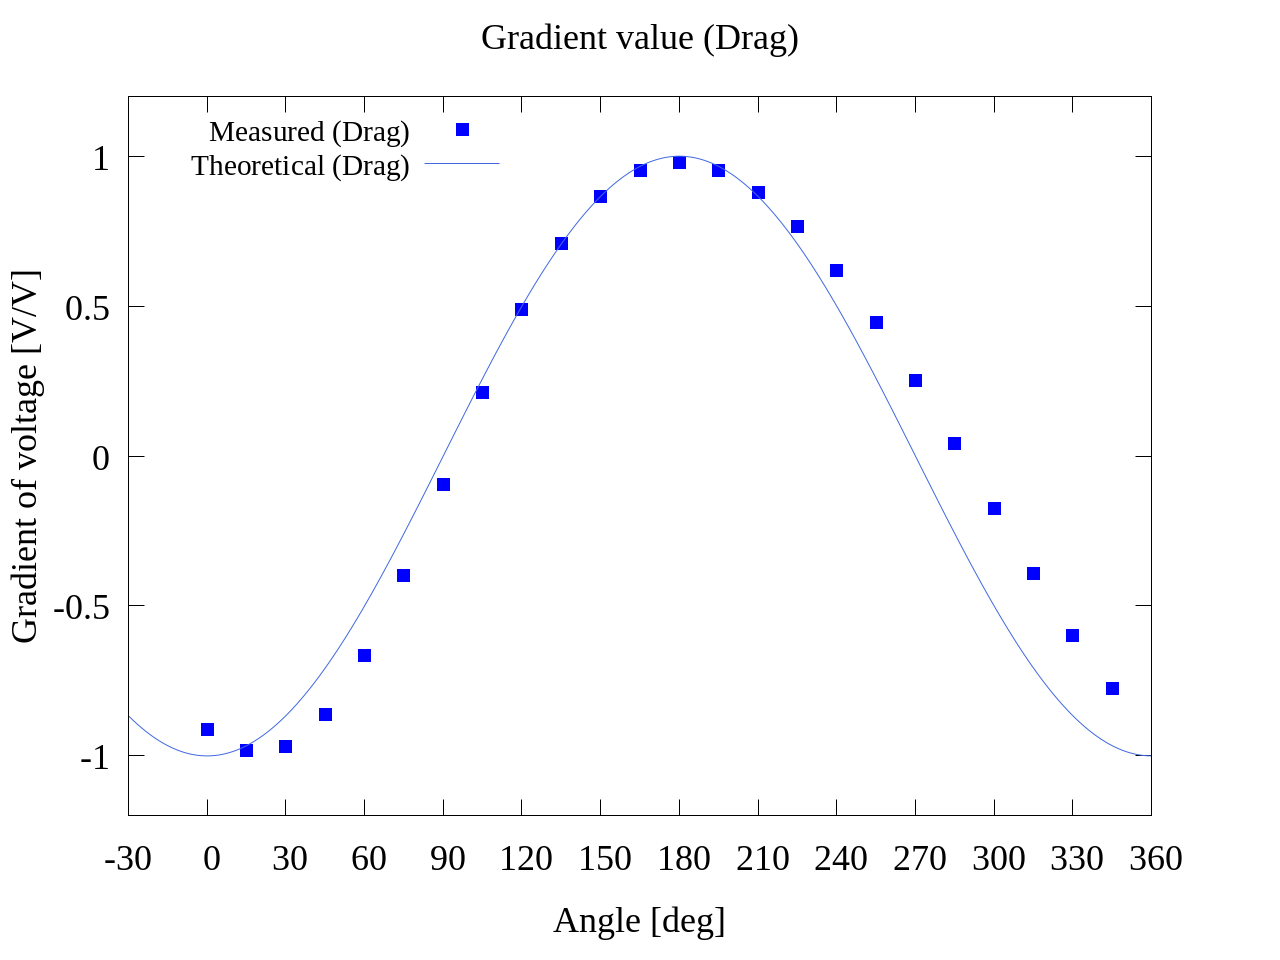 Gradient value (Drag)
Measured (Drag)
Theoretical (Drag)
1
0.5
0
-0.5
-1
Gradient of voltage [V/V]
-30 0 30 60 90 120 150 180 210 240 270 300 330 360
Angle [deg]